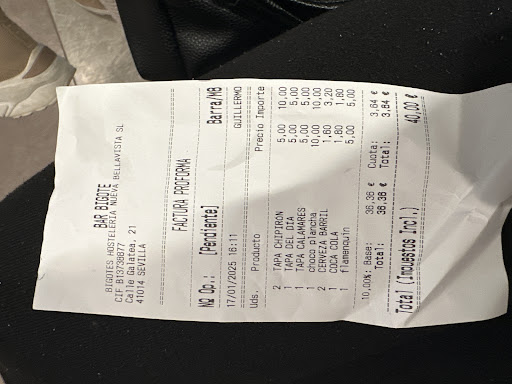 BAR BIGOTE
BIGOTES HOSTELERIA NUEVA BELLAVISTA SL
CIF B13738877
Calle Galatea, 21
41014 SEVILLA
FACTURA PROFORMA
Nº Op.: [Pendiente] Barra/MB
17/01/2025 16:11 GUILLERMO
Uds. Producto Precio Importe
2 TAPA CHIPIRON 5,00 10,00
1 TAPA DEL DIA 5,00 5,00
1 TAPA CALAMARES 5,00 5,00
1 choco plancha 10,00 10,00
2 CERVEZA BARRIL 1,60 3,20
1 COCA COLA 1,80 1,80
1 flamenquin 5,00 5,00
10,00%: Base: 36,36 € Cuota: 3,64 €
Total: 36,36 € Total: 3,64 €
Total (Impuestos Incl.) 40,00 €